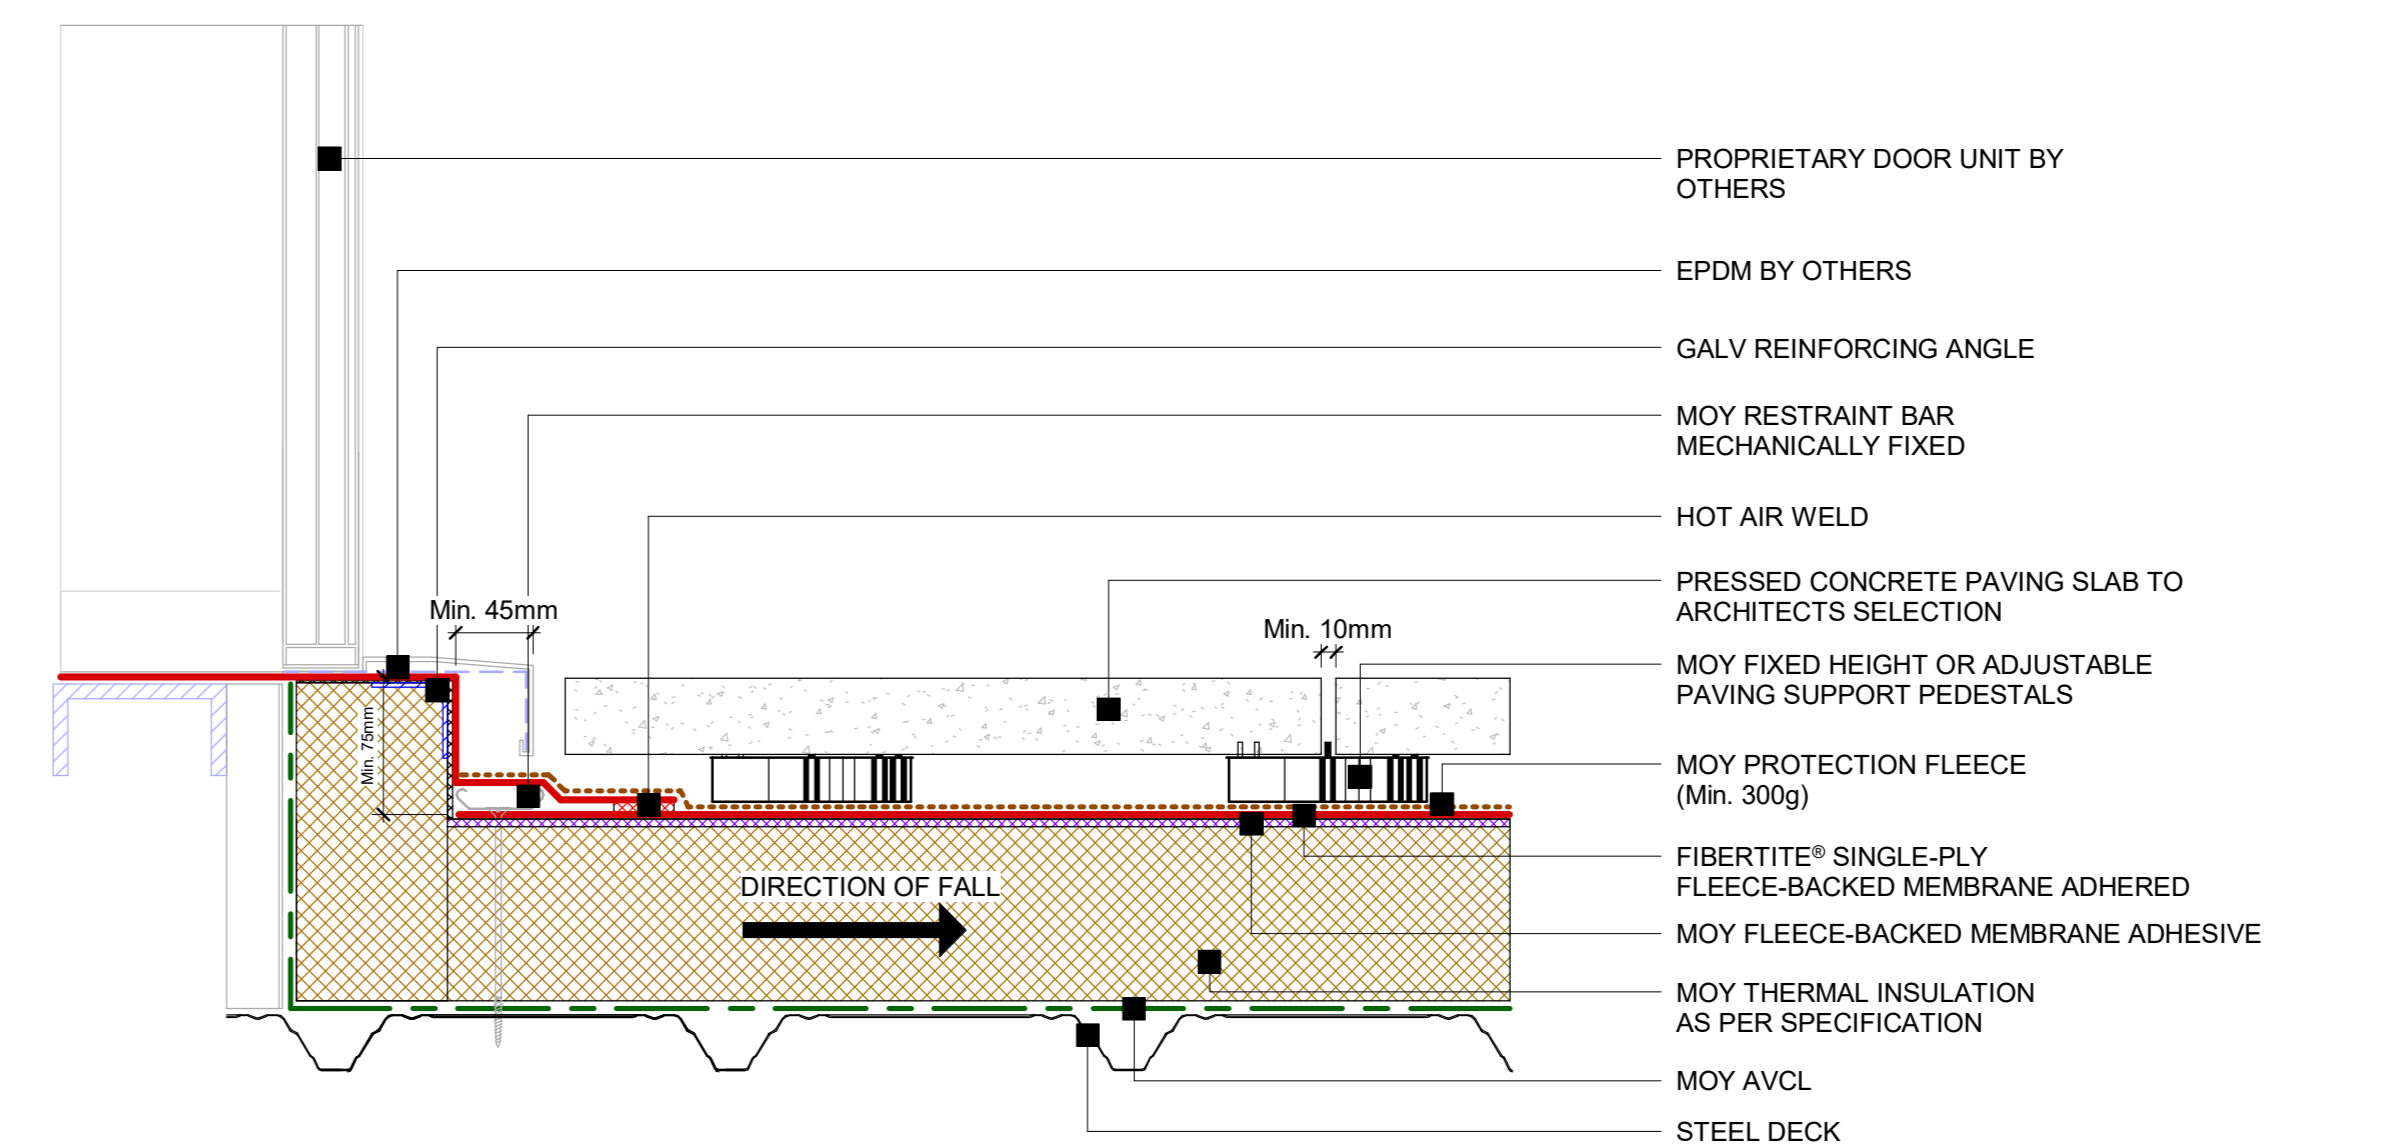 PROPRIETARY DOOR UNIT BY
OTHERS
EPDM BY OTHERS
GALV REINFORCING ANGLE
MOY RESTRAINT BAR
MECHANICALLY FIXED
HOT AIR WELD
PRESSED CONCRETE PAVING SLAB TO
ARCHITECTS SELECTION
Min. 45mm
Min. 10mm
MOY FIXED HEIGHT OR ADJUSTABLE
PAVING SUPPORT PEDESTALS
Min. 75mm
MOY PROTECTION FLEECE
(Min. 300g)
FIBERTITE® SINGLE-PLY
FLEECE-BACKED MEMBRANE ADHERED
DIRECTION OF FALL
MOY FLEECE-BACKED MEMBRANE ADHESIVE
MOY THERMAL INSULATION
AS PER SPECIFICATION
MOY AVCL
STEEL DECK